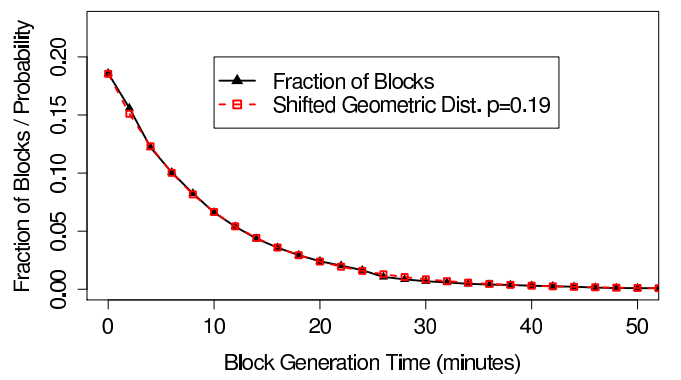 Fraction of Blocks / Probability
0.20
0.15
0.10
0.05
0.00
Fraction of Blocks
Shifted Geometric Dist. p=0.19
0 10 20 30 40 50
Block Generation Time (minutes)